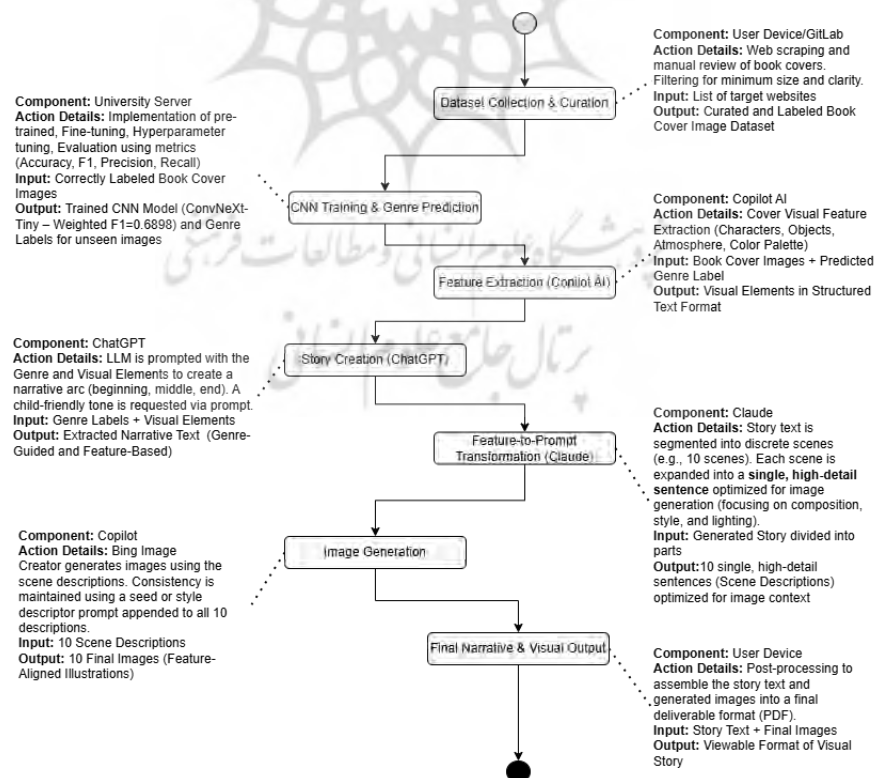 Component: User Device/GitLab
Action Details: Web scraping and
manual review of book covers.
Filtering for minimum size and clarity.
Input: List of target websites
Output: Curated and Labeled Book
Cover Image Dataset
Dataset Collection & Curation
Component: University Server
Action Details: Implementation of pre-
trained, Fine-tuning, Hyperparameter
tuning, Evaluation using metrics
(Accuracy, F1, Precision, Recall)
Input: Correctly Labeled Book Cover
Images
Output: Trained CNN Model (ConvNeXt-
Tiny – Weighted F1=0.6898) and Genre
Labels for unseen images
CNN Training & Genre Prediction
Component: Copilot AI
Action Details: Cover Visual Feature
Extraction (Characters, Objects,
Atmosphere, Color Palette)
Input: Book Cover Images + Predicted
Genre Label
Output: Visual Elements in Structured
Text Format
پژوهشگاه علوم انسانی و مطالعات فرهنگی
Feature Extraction (Copilot AI)
پرتال جامع علوم انسانی
Component: ChatGPT
Action Details: LLM is prompted with the
Genre and Visual Elements to create a
narrative arc (beginning, middle, end). A
child-friendly tone is requested via prompt.
Input: Genre Labels + Visual Elements
Output: Extracted Narrative Text (Genre-
Guided and Feature-Based)
Story Creation (ChatGPT)
Component: Claude
Action Details: Story text is
segmented into discrete scenes
(e.g., 10 scenes). Each scene is
expanded into a single, high-detail
sentence optimized for image
generation (focusing on composition,
style, and lighting).
Input: Generated Story divided into
parts
Output:10 single, high-detail
sentences (Scene Descriptions)
optimized for image context
Feature-to-Prompt
Transformation (Claude)
Component: Copilot
Action Details: Bing Image
Creator generates images using the
scene descriptions. Consistency is
maintained using a seed or style
descriptor prompt appended to all 10
descriptions.
Input: 10 Scene Descriptions
Output: 10 Final Images (Feature-
Aligned Illustrations)
Image Generation
Final Narrative & Visual Output
Component: User Device
Action Details: Post-processing to
assemble the story text and
generated images into a final
deliverable format (PDF).
Input: Story Text + Final Images
Output: Viewable Format of Visual
Story